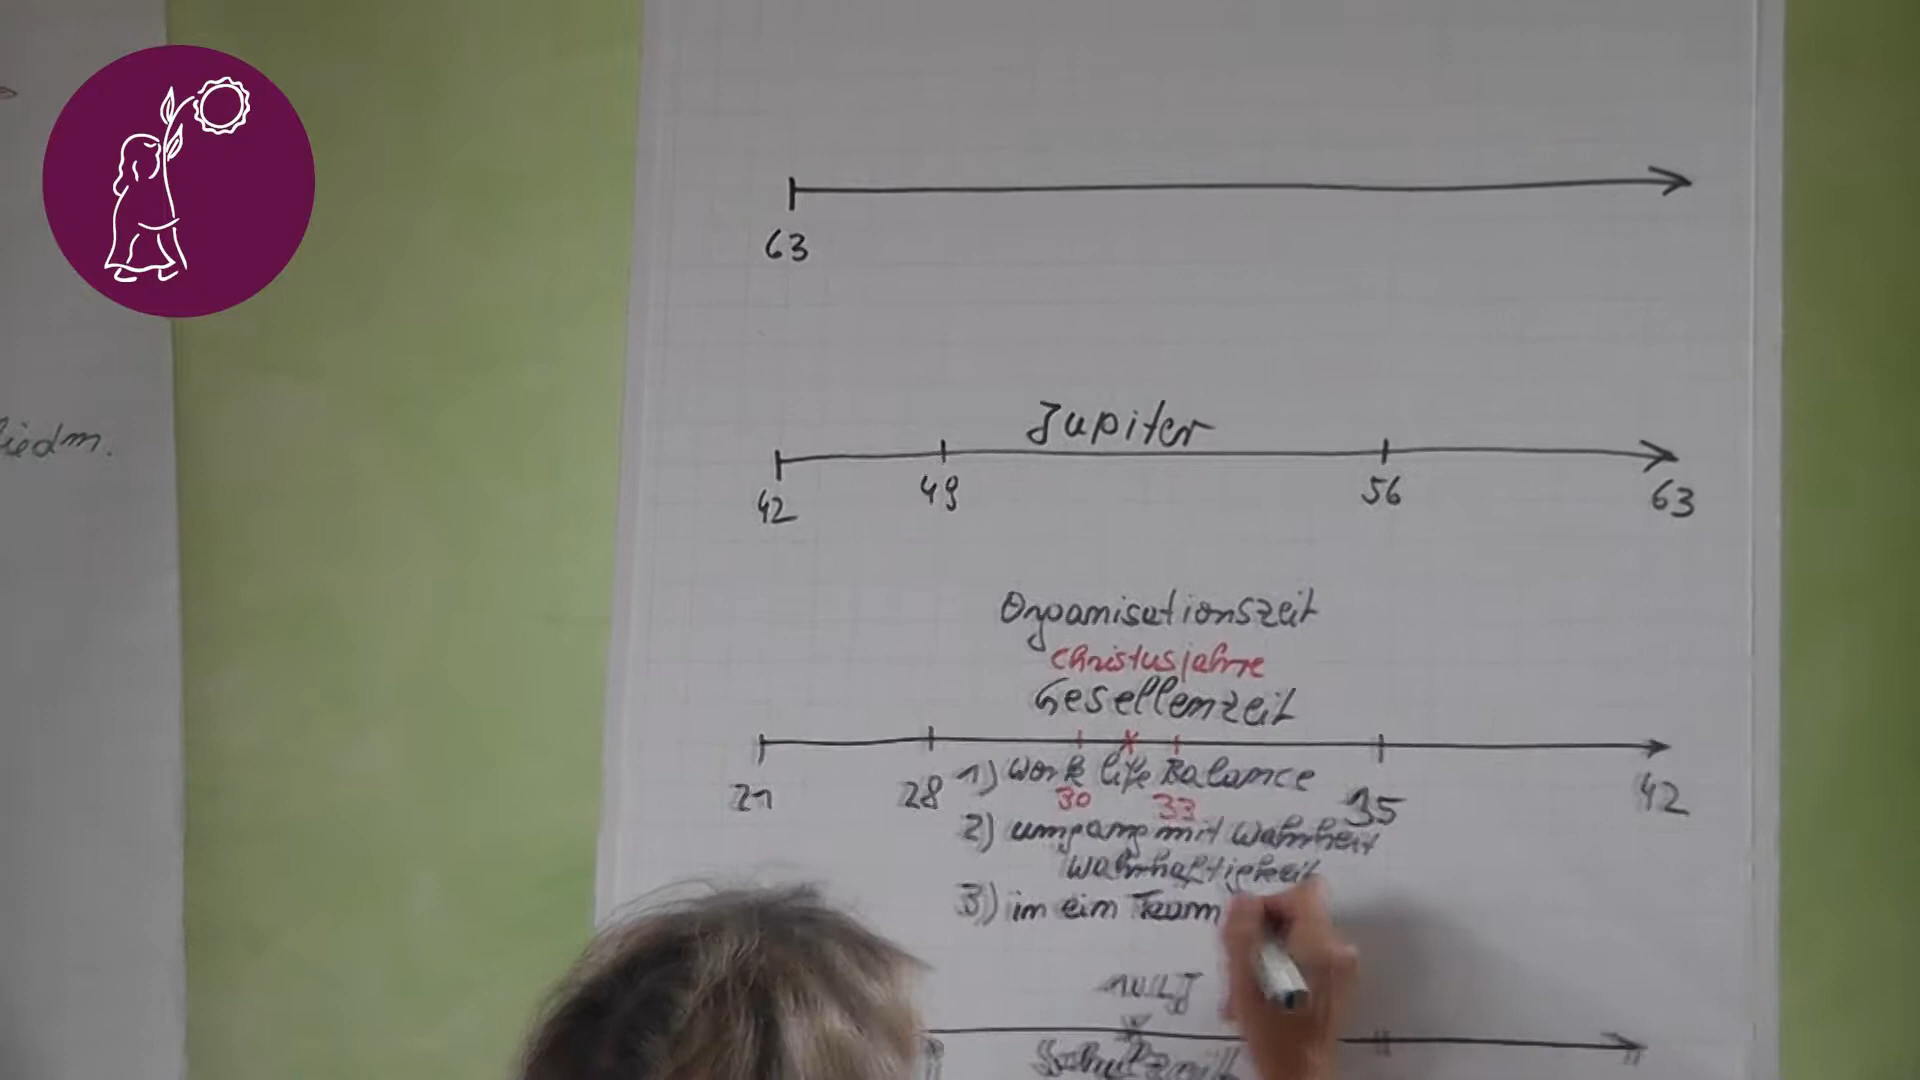 63
Jupiter
42 49 56 63
Organisationszeit
Christusjahre
Gesellenzeit
1) Work life Balance
21 28 30 33 35 42
2) umgang mit Wahrheit
Wahrhaftigkeit
3) in ein Team
iedm.